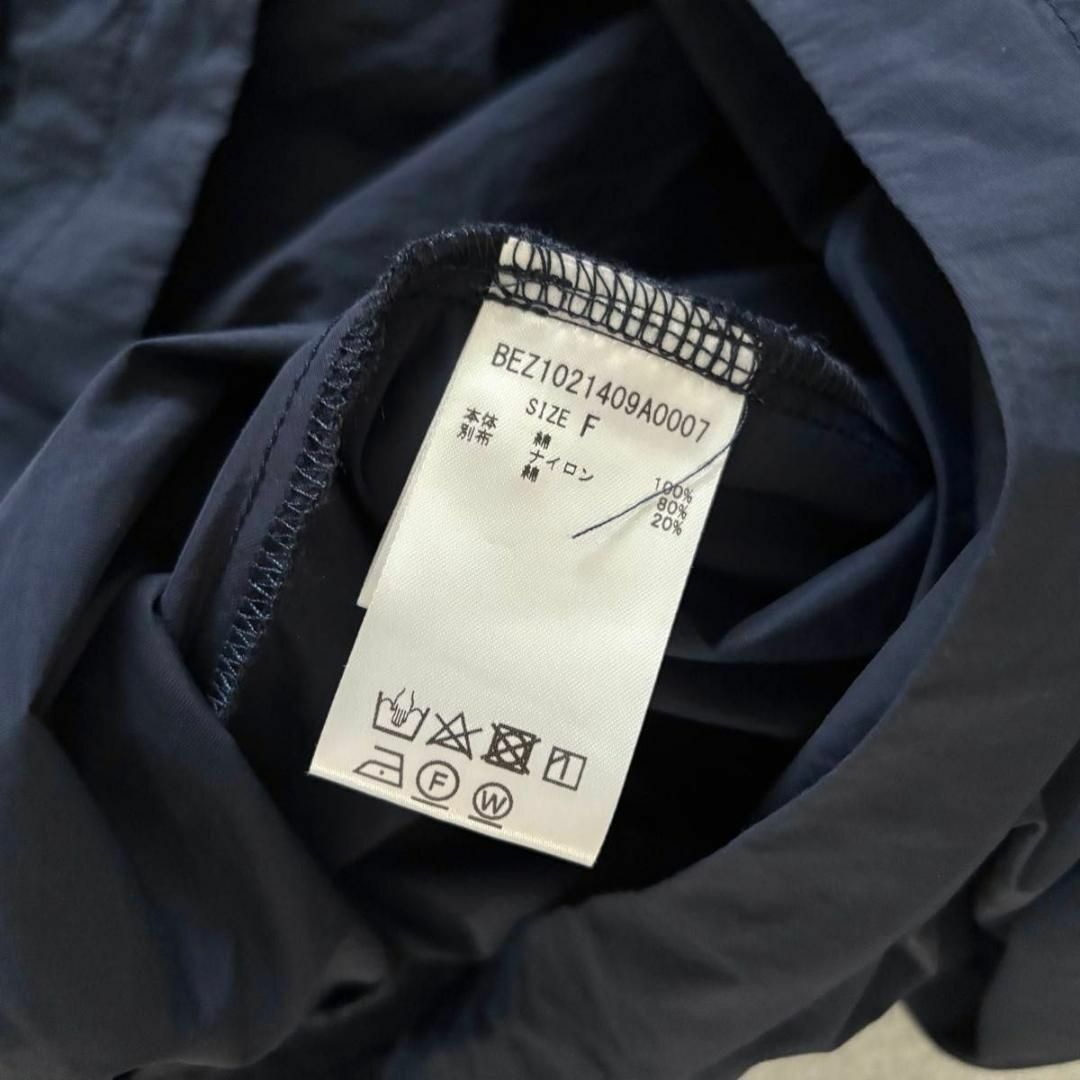 BEZ1021409A0007
SIZE F
本体 綿 100%
別布 ナイロン 80%
綿 20%
F
W